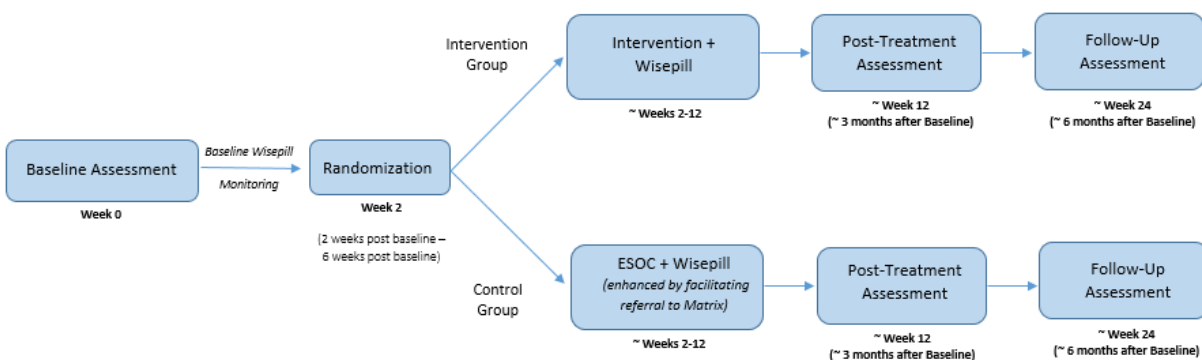 Intervention
Group
Intervention +
Wisepill
~ Weeks 2-12
Post-Treatment
Assessment
~ Week 12
(~ 3 months after Baseline)
Follow-Up
Assessment
~ Week 24
(~ 6 months after Baseline)
Baseline Assessment
Week 0
Baseline Wisepill
Monitoring
Randomization
Week 2
(2 weeks post baseline –
6 weeks post baseline)
Control
Group
ESOC + Wisepill
(enhanced by facilitating
referral to Matrix)
~ Weeks 2-12
Post-Treatment
Assessment
~ Week 12
(~ 3 months after Baseline)
Follow-Up
Assessment
~ Week 24
(~ 6 months after Baseline)